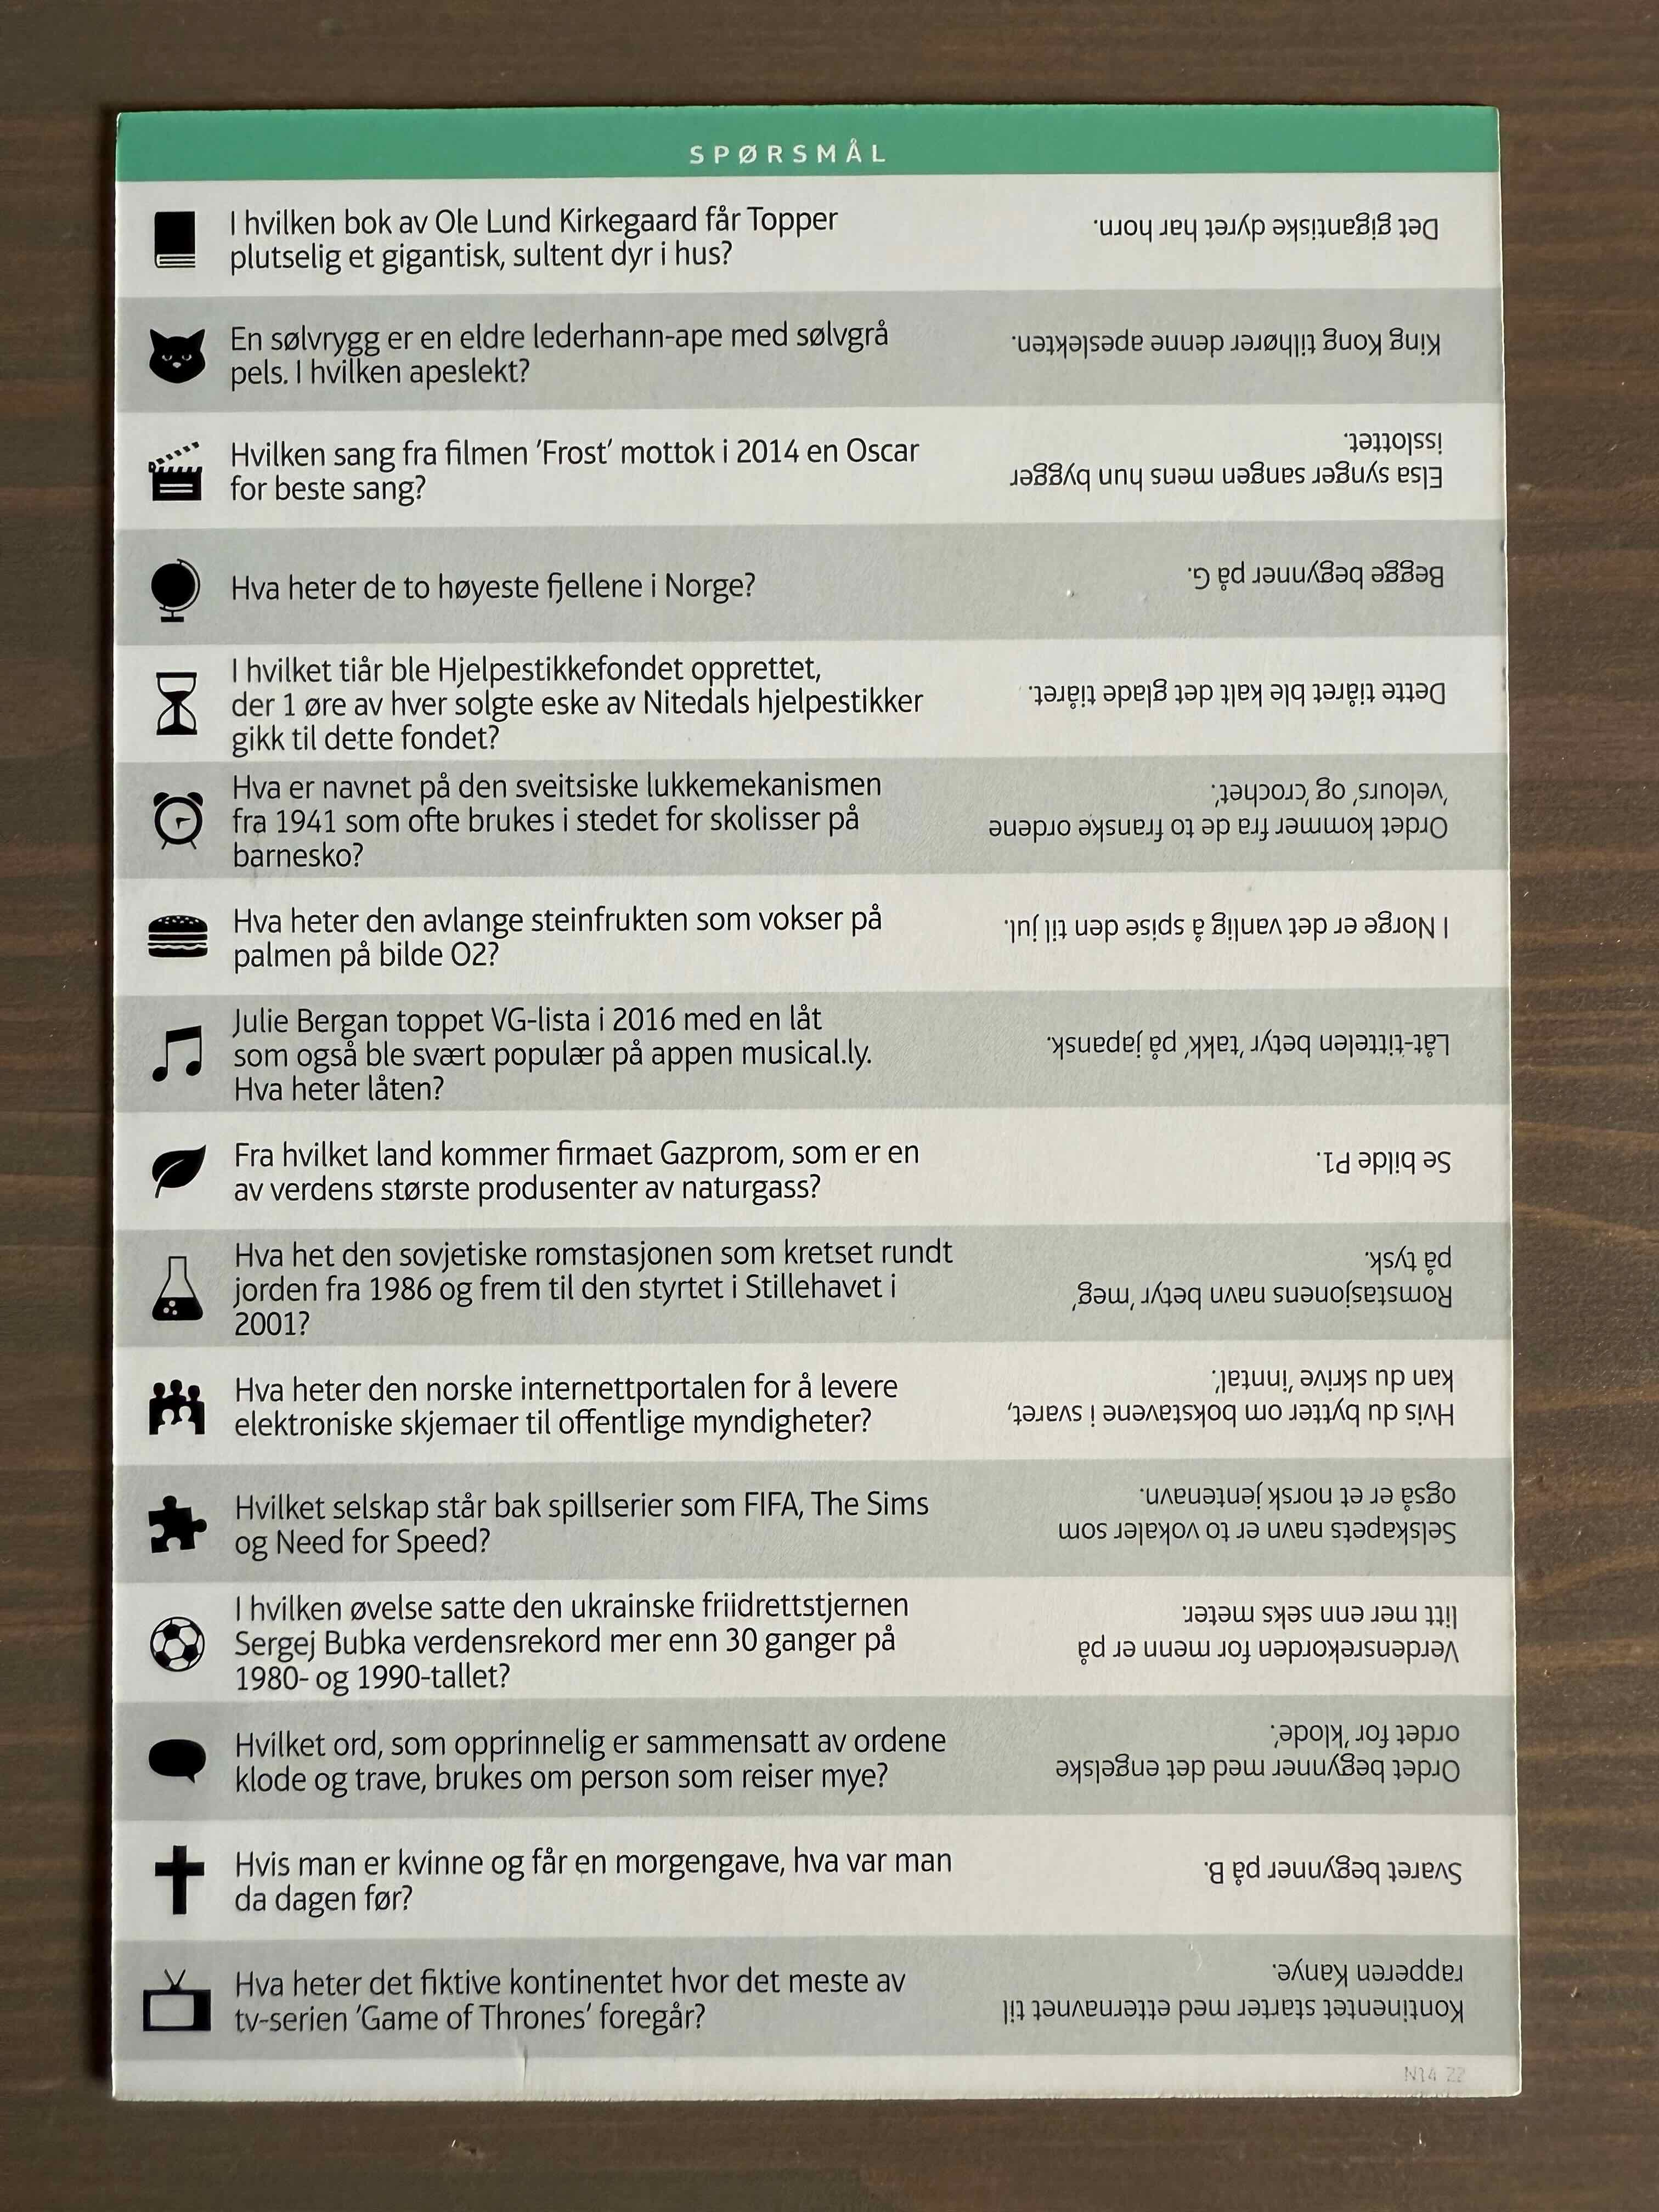 SPØRSMÅL
I hvilken bok av Ole Lund Kirkegaard får Topper
plutselig et gigantisk, sultent dyr i hus?
Det gigantiske dyret har horn.
En sølvrygg er en eldre lederhann-ape med sølvgrå
pels. I hvilken apeslekt?
King Kong tilhører denne apeslekten.
Hvilken sang fra filmen ’Frost’ mottok i 2014 en Oscar
for beste sang?
Elsa synger sangen mens hun bygger
isslottet.
Hva heter de to høyeste fjellene i Norge?
Begge begynner på G.
I hvilket tiår ble Hjelpestikkefondet opprettet,
der 1 øre av hver solgte eske av Nitedals hjelpestikker
gikk til dette fondet?
Dette tiåret ble kalt det glade tiåret.
Hva er navnet på den sveitsiske lukkemekanismen
fra 1941 som ofte brukes i stedet for skolisser på
barnesko?
Ordet kommer fra de to franske ordene
’velours’ og ’crochet’.
Hva heter den avlange steinfrukten som vokser på
palmen på bilde O2?
I Norge er det vanlig å spise den til jul.
Julie Bergan toppet VG-lista i 2016 med en låt
som også ble svært populær på appen musical.ly.
Hva heter låten?
Låt-tittelen betyr ’takk’ på japansk.
Fra hvilket land kommer firmaet Gazprom, som er en
av verdens største produsenter av naturgass?
Se bilde P1.
Hva het den sovjetiske romstasjonen som kretset rundt
jorden fra 1986 og frem til den styrtet i Stillehavet i
2001?
Romstasjonens navn betyr ’meg’
på tysk.
Hva heter den norske internettportalen for å levere
elektroniske skjemaer til offentlige myndigheter?
Hvis du bytter om bokstavene i svaret,
kan du skrive ’inntal’.
Hvilket selskap står bak spillserier som FIFA, The Sims
og Need for Speed?
Selskapets navn er to vokaler som
også er et norsk jentenavn.
I hvilken øvelse satte den ukrainske friidrettstjernen
Sergej Bubka verdensrekord mer enn 30 ganger på
1980- og 1990-tallet?
Verdensrekorden for menn er på
litt mer enn seks meter.
Hvilket ord, som opprinnelig er sammensatt av ordene
klode og trave, brukes om person som reiser mye?
Ordet begynner med det engelske
ordet for ’klode’.
Hvis man er kvinne og får en morgengave, hva var man
da dagen før?
Svaret begynner på B.
Hva heter det fiktive kontinentet hvor det meste av
tv-serien ’Game of Thrones’ foregår?
Kontinentet starter med etternavnet til
rapperen Kanye.
N14 22